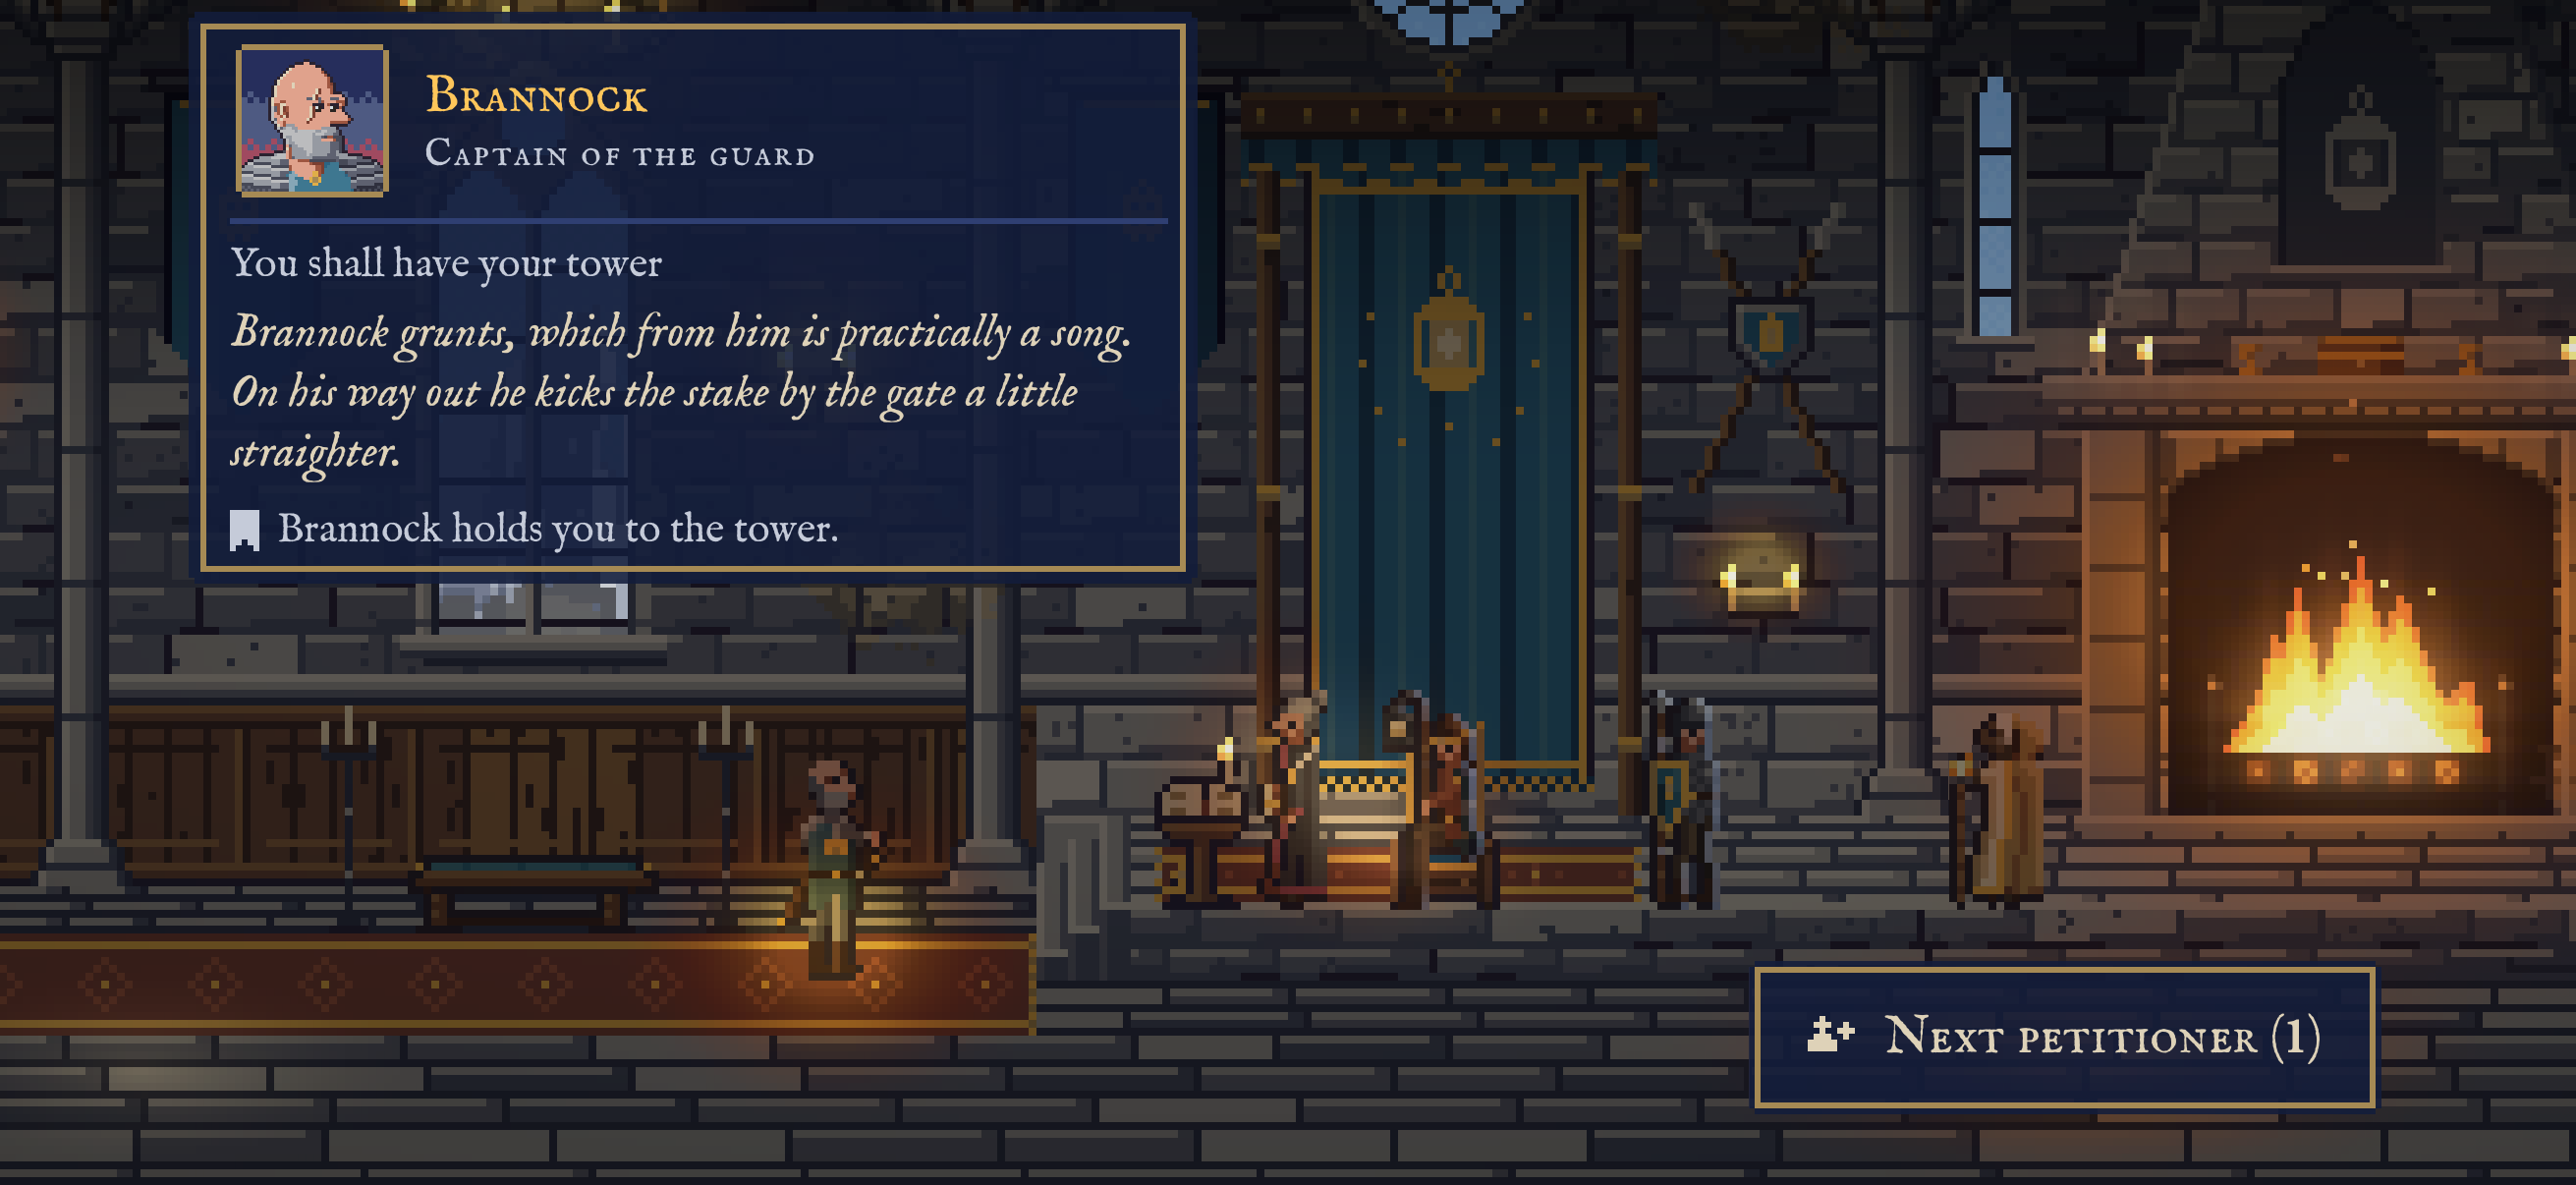 Brannock
Captain of the guard
You shall have your tower
Brannock grunts, which from him is practically a song.
On his way out he kicks the stake by the gate a little
straighter.
Brannock holds you to the tower.
Next petitioner (1)